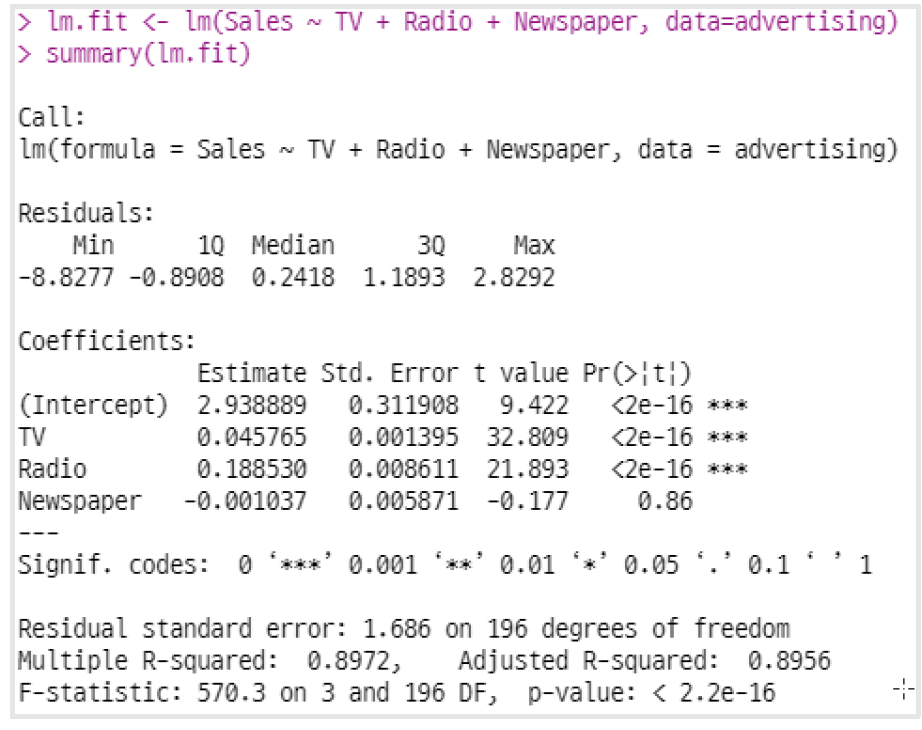 > lm.fit <- lm(Sales ~ TV + Radio + Newspaper, data=advertising)
> summary(lm.fit)
Call:
lm(formula = Sales ~ TV + Radio + Newspaper, data = advertising)
Residuals:
Min 1Q Median 3Q Max
-8.8277 -0.8908 0.2418 1.1893 2.8292
Coefficients:
Estimate Std. Error t value Pr(>¦t¦)
(Intercept) 2.938889 0.311908 9.422 <2e-16 ***
TV 0.045765 0.001395 32.809 <2e-16 ***
Radio 0.188530 0.008611 21.893 <2e-16 ***
Newspaper -0.001037 0.005871 -0.177 0.86
---
Signif. codes: 0 ‘***’ 0.001 ‘**’ 0.01 ‘*’ 0.05 ‘.’ 0.1 ‘ ’ 1
Residual standard error: 1.686 on 196 degrees of freedom
Multiple R-squared: 0.8972, Adjusted R-squared: 0.8956
F-statistic: 570.3 on 3 and 196 DF, p-value: < 2.2e-16